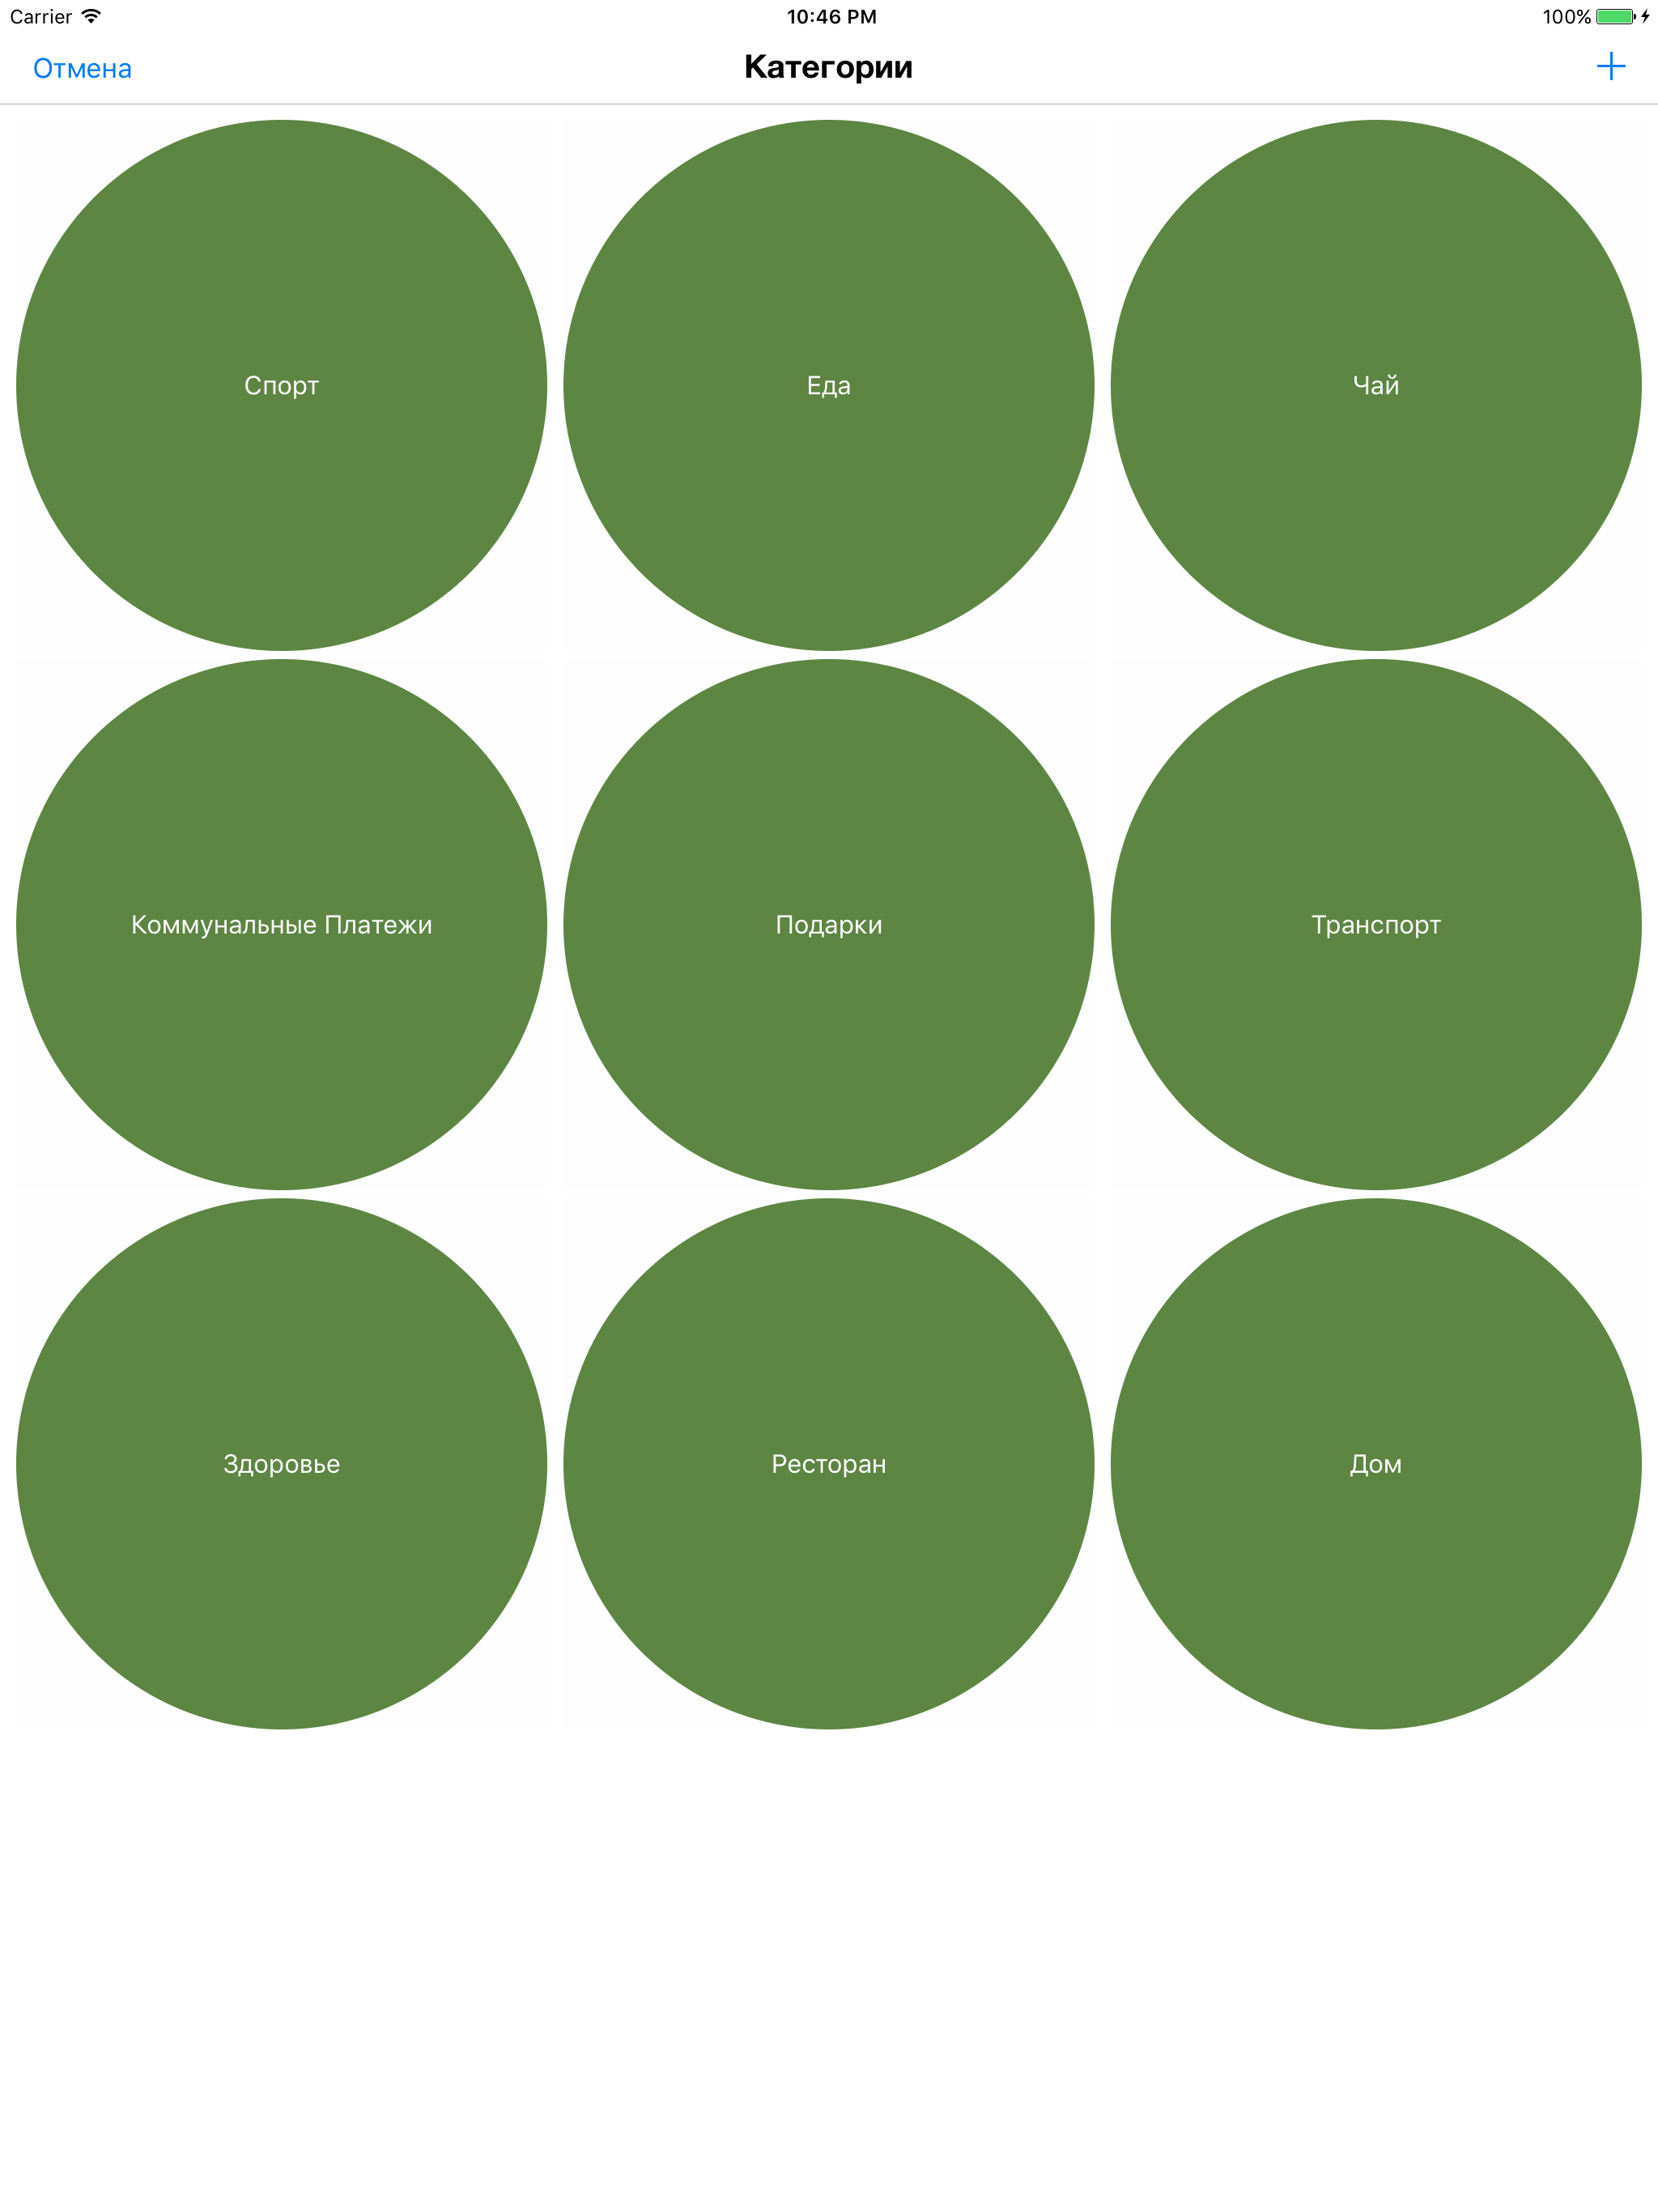 Carrier 10:46 PM 100%
Отмена Категории
Спорт Еда Чай
Коммунальные Платежи Подарки Транспорт
Здоровье Ресторан Дом